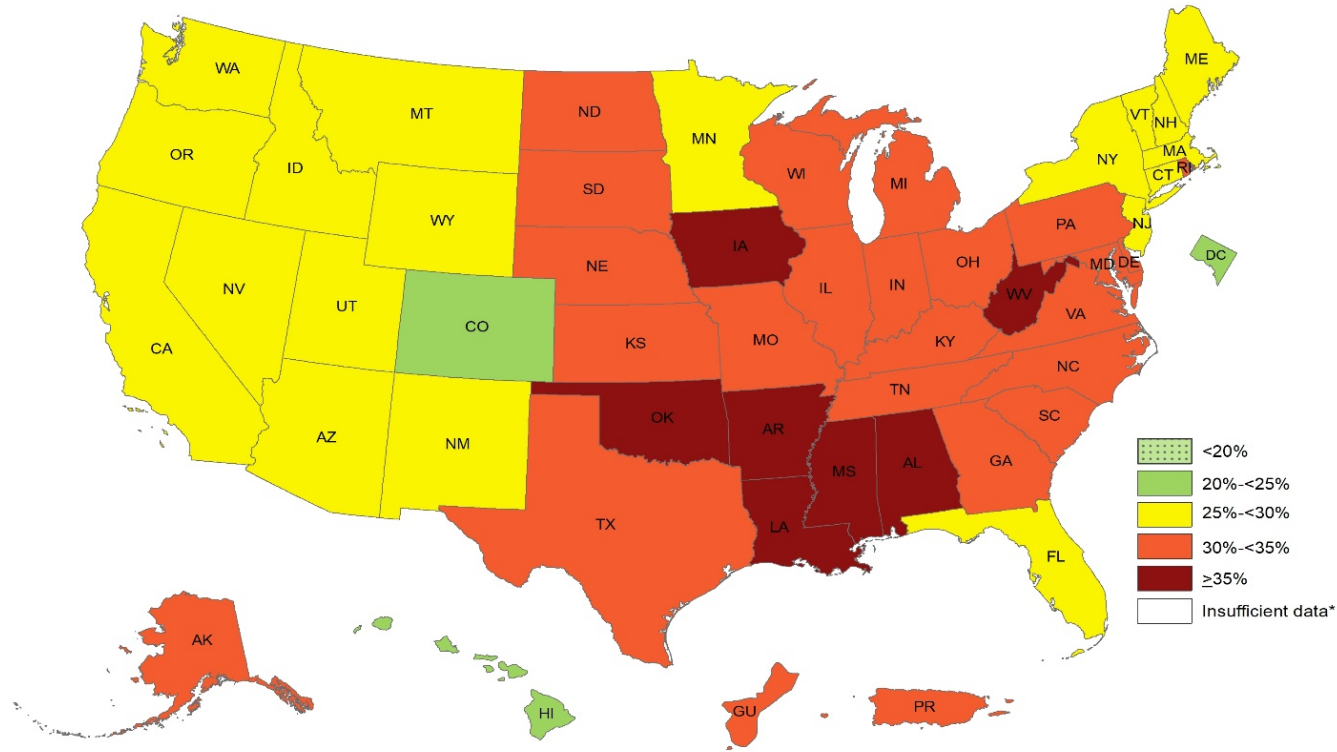 WA
MT
ND
MN
ME
VT
NH
OR
ID
WY
SD
WI
MI
NY
MA
CT
RI
NV
UT
CO
NE
IA
PA
NJ
CA
KS
MO
IL
IN
OH
WV
MD
DE
DC
VA
KY
NC
TN
AZ
NM
OK
AR
SC
TX
LA
MS
AL
GA
FL
AK
HI
GU
PR
<20%
20%-<25%
25%-<30%
30%-<35%
≥35%
Insufficient data*